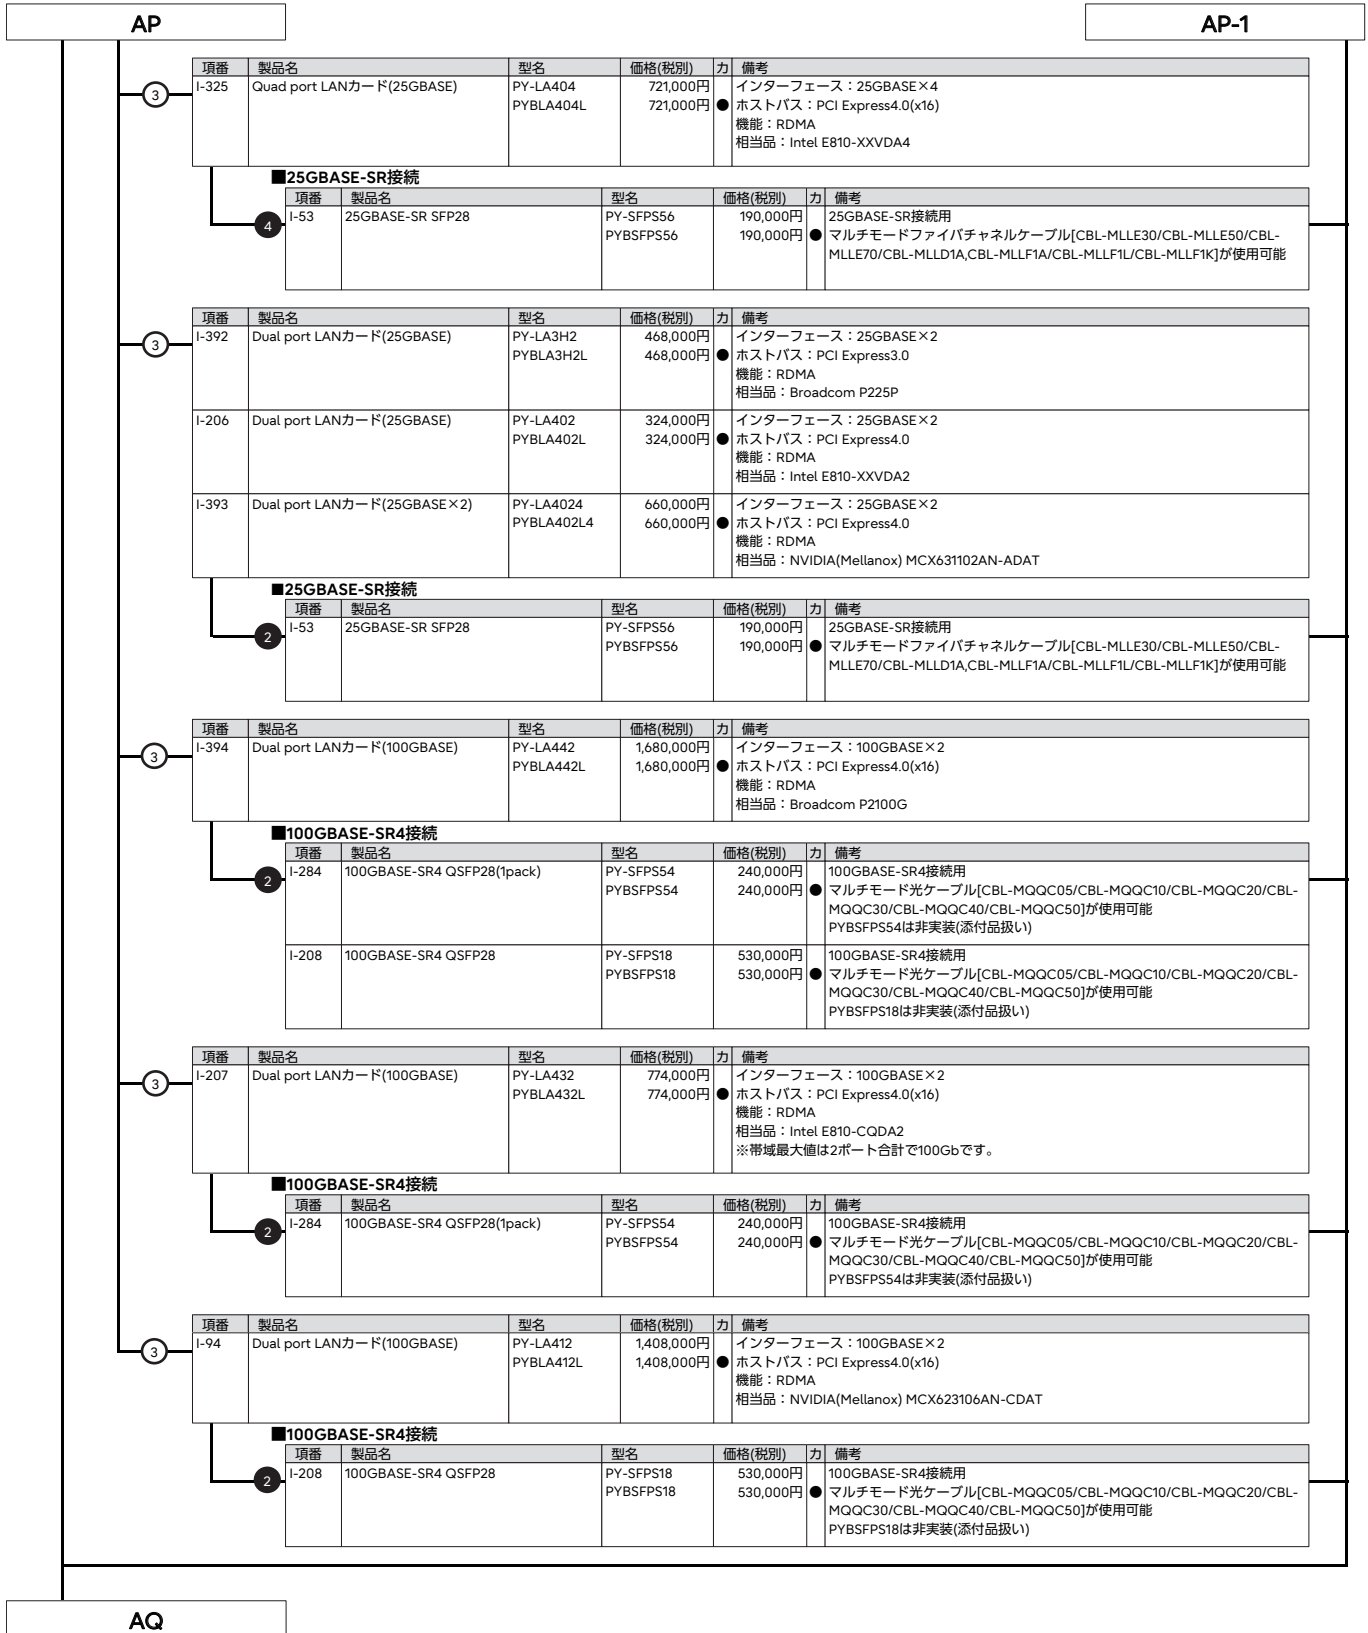 AP
AP-1
項番 製品名 型名 価格(税別) カ 備考
③ I-325 Quad port LANカード(25GBASE) PY-LA404 721,000円 インターフェース：25GBASE×4
PYBLA404L 721,000円 ● ホストバス：PCI Express4.0(x16)
機能：RDMA
相当品：Intel E810-XXVDA4
■25GBASE-SR接続
項番 製品名 型名 価格(税別) カ 備考
4 I-53 25GBASE-SR SFP28 PY-SFPS56 190,000円 25GBASE-SR接続用
PYBSFPS56 190,000円 ● マルチモードファイバチャネルケーブル[CBL-MLLE30/CBL-MLLE50/CBL-
MLLE70/CBL-MLLD1A,CBL-MLLF1A/CBL-MLLF1L/CBL-MLLF1K]が使用可能
項番 製品名 型名 価格(税別) カ 備考
③ I-392 Dual port LANカード(25GBASE) PY-LA3H2 468,000円 インターフェース：25GBASE×2
PYBLA3H2L 468,000円 ● ホストバス：PCI Express3.0
機能：RDMA
相当品：Broadcom P225P
I-206 Dual port LANカード(25GBASE) PY-LA402 324,000円 インターフェース：25GBASE×2
PYBLA402L 324,000円 ● ホストバス：PCI Express4.0
機能：RDMA
相当品：Intel E810-XXVDA2
I-393 Dual port LANカード(25GBASE×2) PY-LA4024 660,000円 インターフェース：25GBASE×2
PYBLA402L4 660,000円 ● ホストバス：PCI Express4.0
機能：RDMA
相当品：NVIDIA(Mellanox) MCX631102AN-ADAT
■25GBASE-SR接続
項番 製品名 型名 価格(税別) カ 備考
2 I-53 25GBASE-SR SFP28 PY-SFPS56 190,000円 25GBASE-SR接続用
PYBSFPS56 190,000円 ● マルチモードファイバチャネルケーブル[CBL-MLLE30/CBL-MLLE50/CBL-
MLLE70/CBL-MLLD1A,CBL-MLLF1A/CBL-MLLF1L/CBL-MLLF1K]が使用可能
項番 製品名 型名 価格(税別) カ 備考
③ I-394 Dual port LANカード(100GBASE) PY-LA442 1,680,000円 インターフェース：100GBASE×2
PYBLA442L 1,680,000円 ● ホストバス：PCI Express4.0(x16)
機能：RDMA
相当品：Broadcom P2100G
■100GBASE-SR4接続
項番 製品名 型名 価格(税別) カ 備考
2 I-284 100GBASE-SR4 QSFP28(1pack) PY-SFPS54 240,000円 100GBASE-SR4接続用
PYBSFPS54 240,000円 ● マルチモード光ケーブル[CBL-MQQC05/CBL-MQQC10/CBL-MQQC20/CBL-
MQQC30/CBL-MQQC40/CBL-MQQC50]が使用可能
PYBSFPS54は非実装(添付品扱い)
I-208 100GBASE-SR4 QSFP28 PY-SFPS18 530,000円 100GBASE-SR4接続用
PYBSFPS18 530,000円 ● マルチモード光ケーブル[CBL-MQQC05/CBL-MQQC10/CBL-MQQC20/CBL-
MQQC30/CBL-MQQC40/CBL-MQQC50]が使用可能
PYBSFPS18は非実装(添付品扱い)
項番 製品名 型名 価格(税別) カ 備考
③ I-207 Dual port LANカード(100GBASE) PY-LA432 774,000円 インターフェース：100GBASE×2
PYBLA432L 774,000円 ● ホストバス：PCI Express4.0(x16)
機能：RDMA
相当品：Intel E810-CQDA2
※帯域最大値は2ポート合計で100Gbです。
■100GBASE-SR4接続
項番 製品名 型名 価格(税別) カ 備考
2 I-284 100GBASE-SR4 QSFP28(1pack) PY-SFPS54 240,000円 100GBASE-SR4接続用
PYBSFPS54 240,000円 ● マルチモード光ケーブル[CBL-MQQC05/CBL-MQQC10/CBL-MQQC20/CBL-
MQQC30/CBL-MQQC40/CBL-MQQC50]が使用可能
PYBSFPS54は非実装(添付品扱い)
項番 製品名 型名 価格(税別) カ 備考
③ I-94 Dual port LANカード(100GBASE) PY-LA412 1,408,000円 インターフェース：100GBASE×2
PYBLA412L 1,408,000円 ● ホストバス：PCI Express4.0(x16)
機能：RDMA
相当品：NVIDIA(Mellanox) MCX623106AN-CDAT
■100GBASE-SR4接続
項番 製品名 型名 価格(税別) カ 備考
2 I-208 100GBASE-SR4 QSFP28 PY-SFPS18 530,000円 100GBASE-SR4接続用
PYBSFPS18 530,000円 ● マルチモード光ケーブル[CBL-MQQC05/CBL-MQQC10/CBL-MQQC20/CBL-
MQQC30/CBL-MQQC40/CBL-MQQC50]が使用可能
PYBSFPS18は非実装(添付品扱い)
AQ